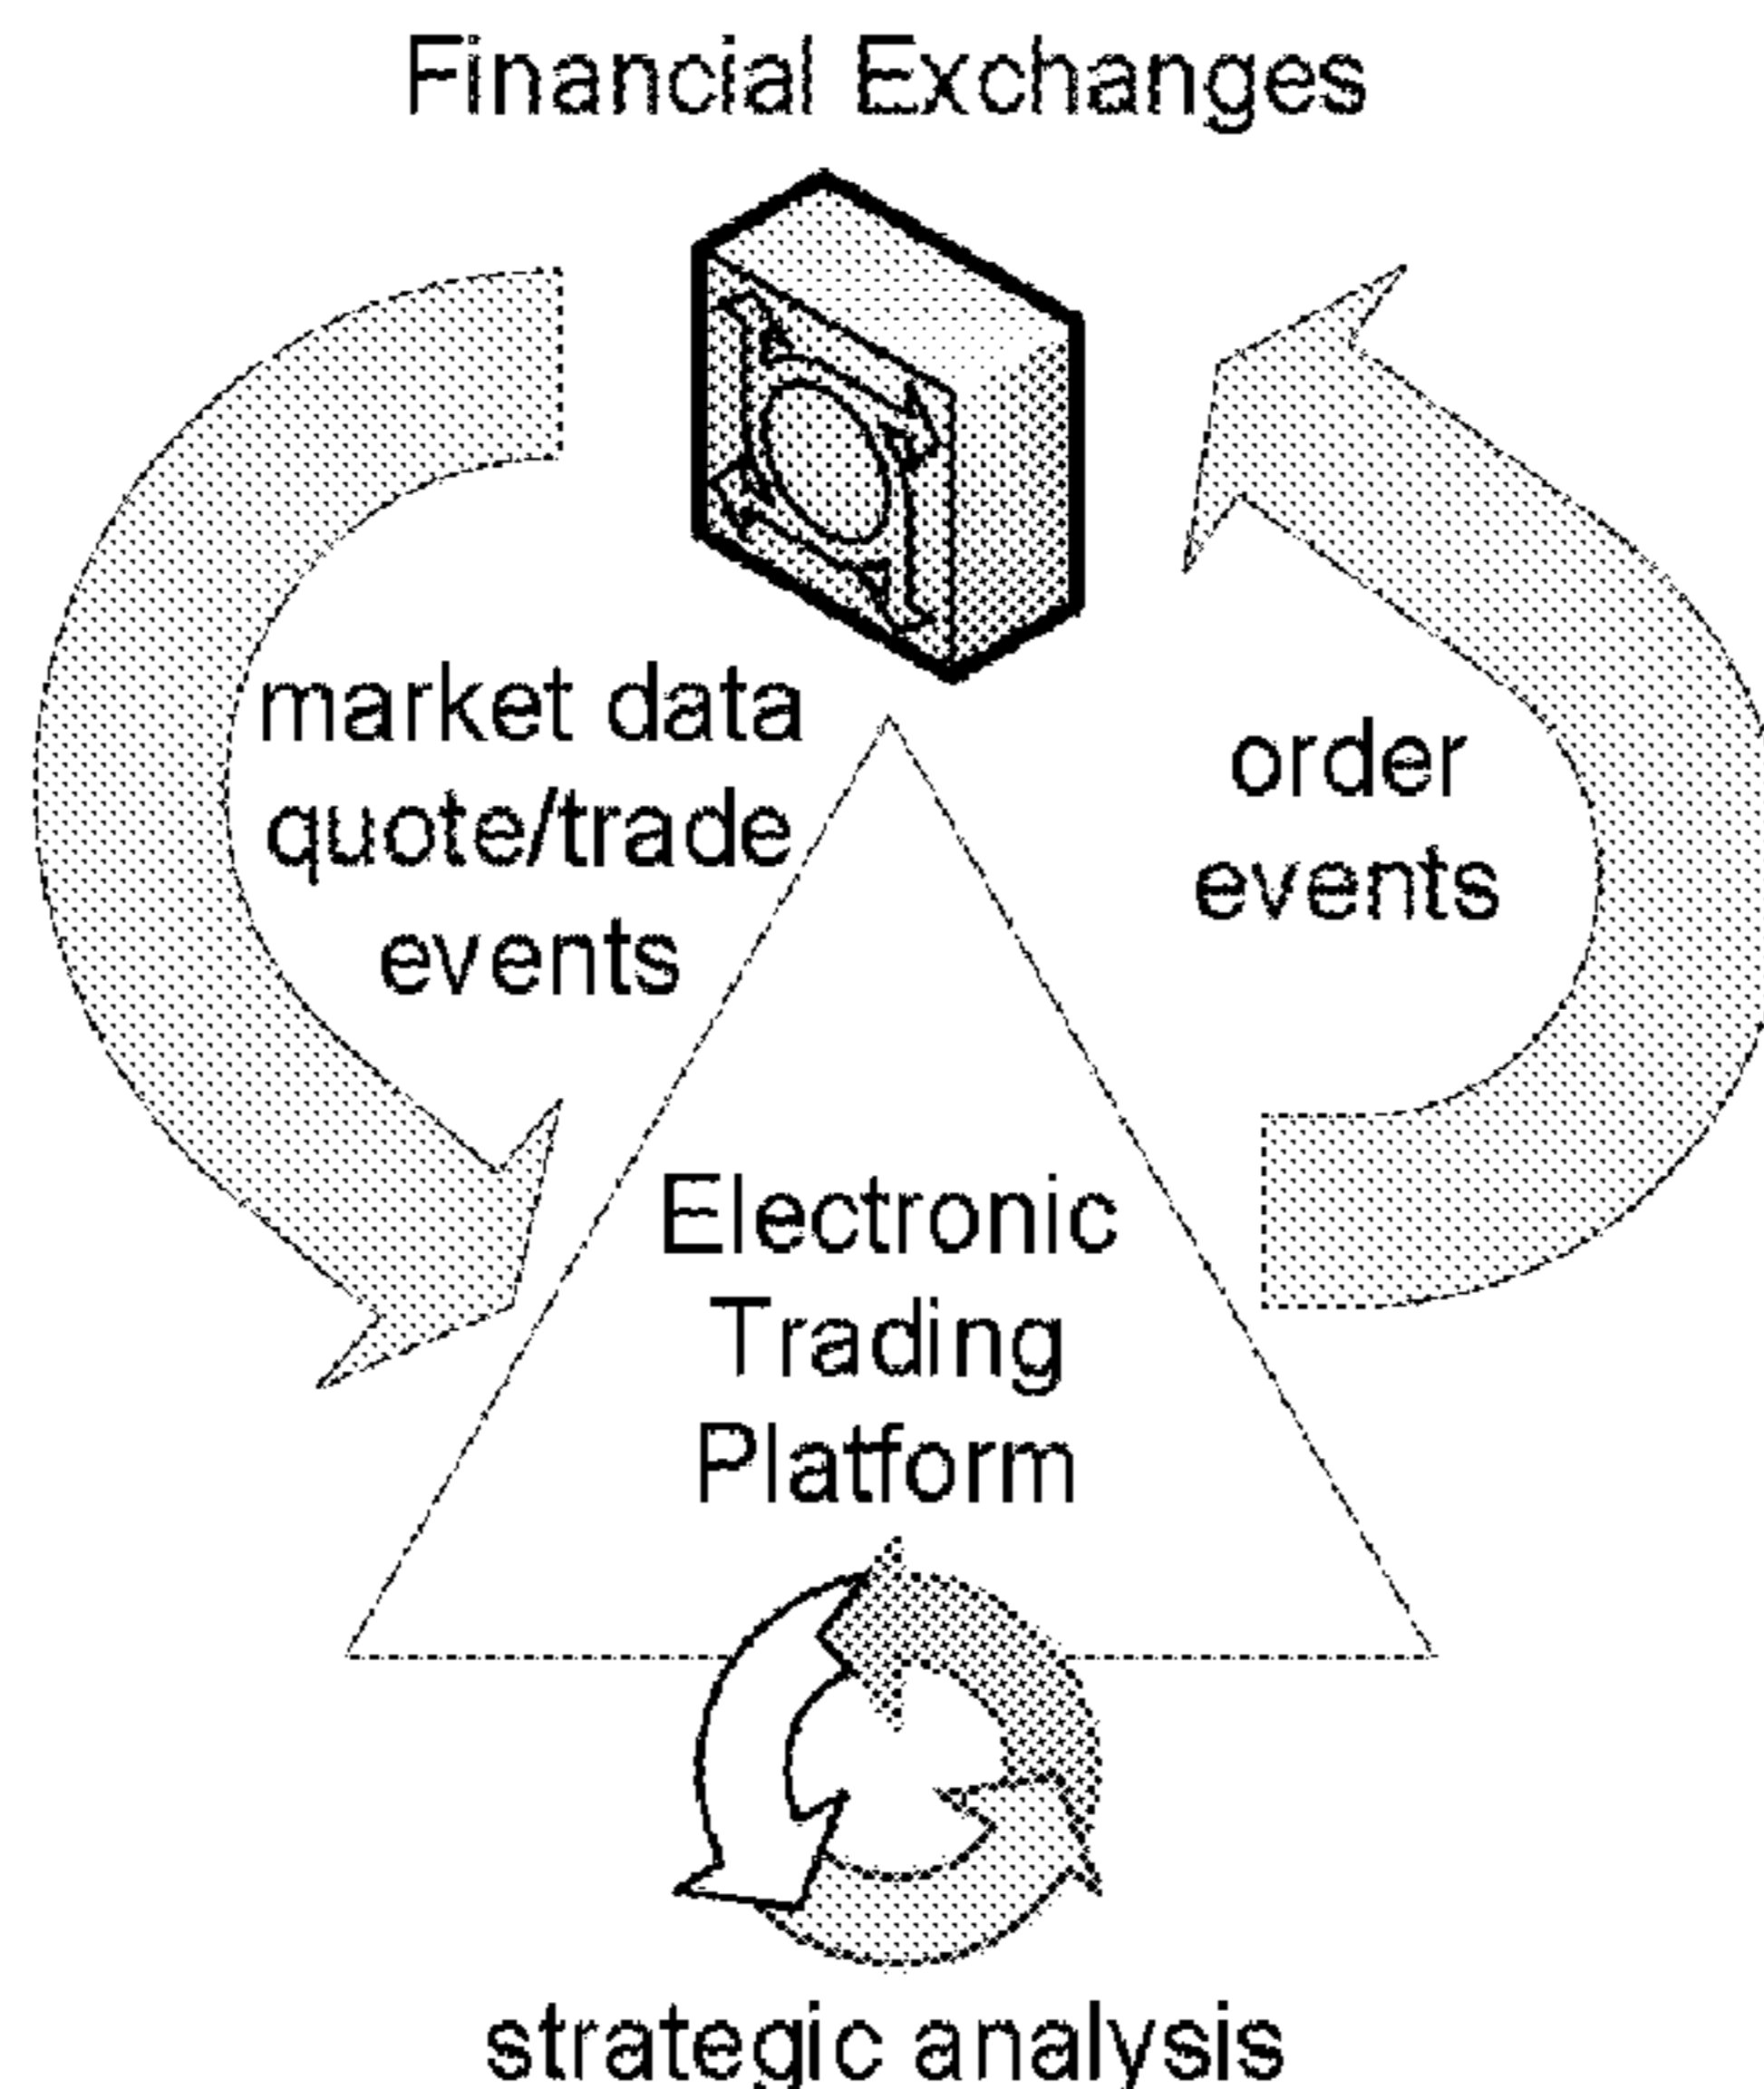 Financial Exchanges
market data
quote/trade
events
order
events
Electronic
Trading
Platform
strategic analysis